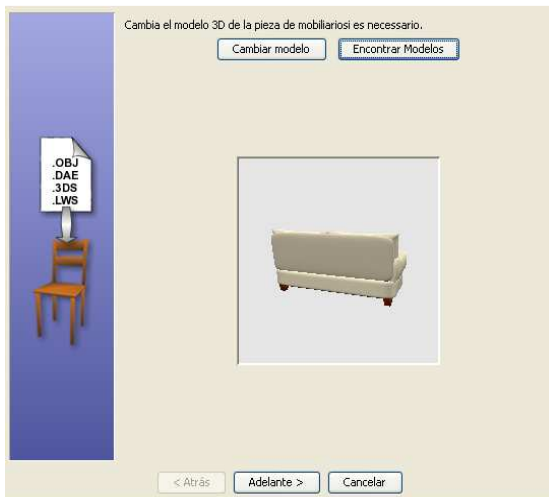 Cambia el modelo 3D de la pieza de mobiliariosi es necessario.
Cambiar modelo Encontrar Modelos
.OBJ
.DAE
.3DS
.LWS
< Atrás Adelante > Cancelar